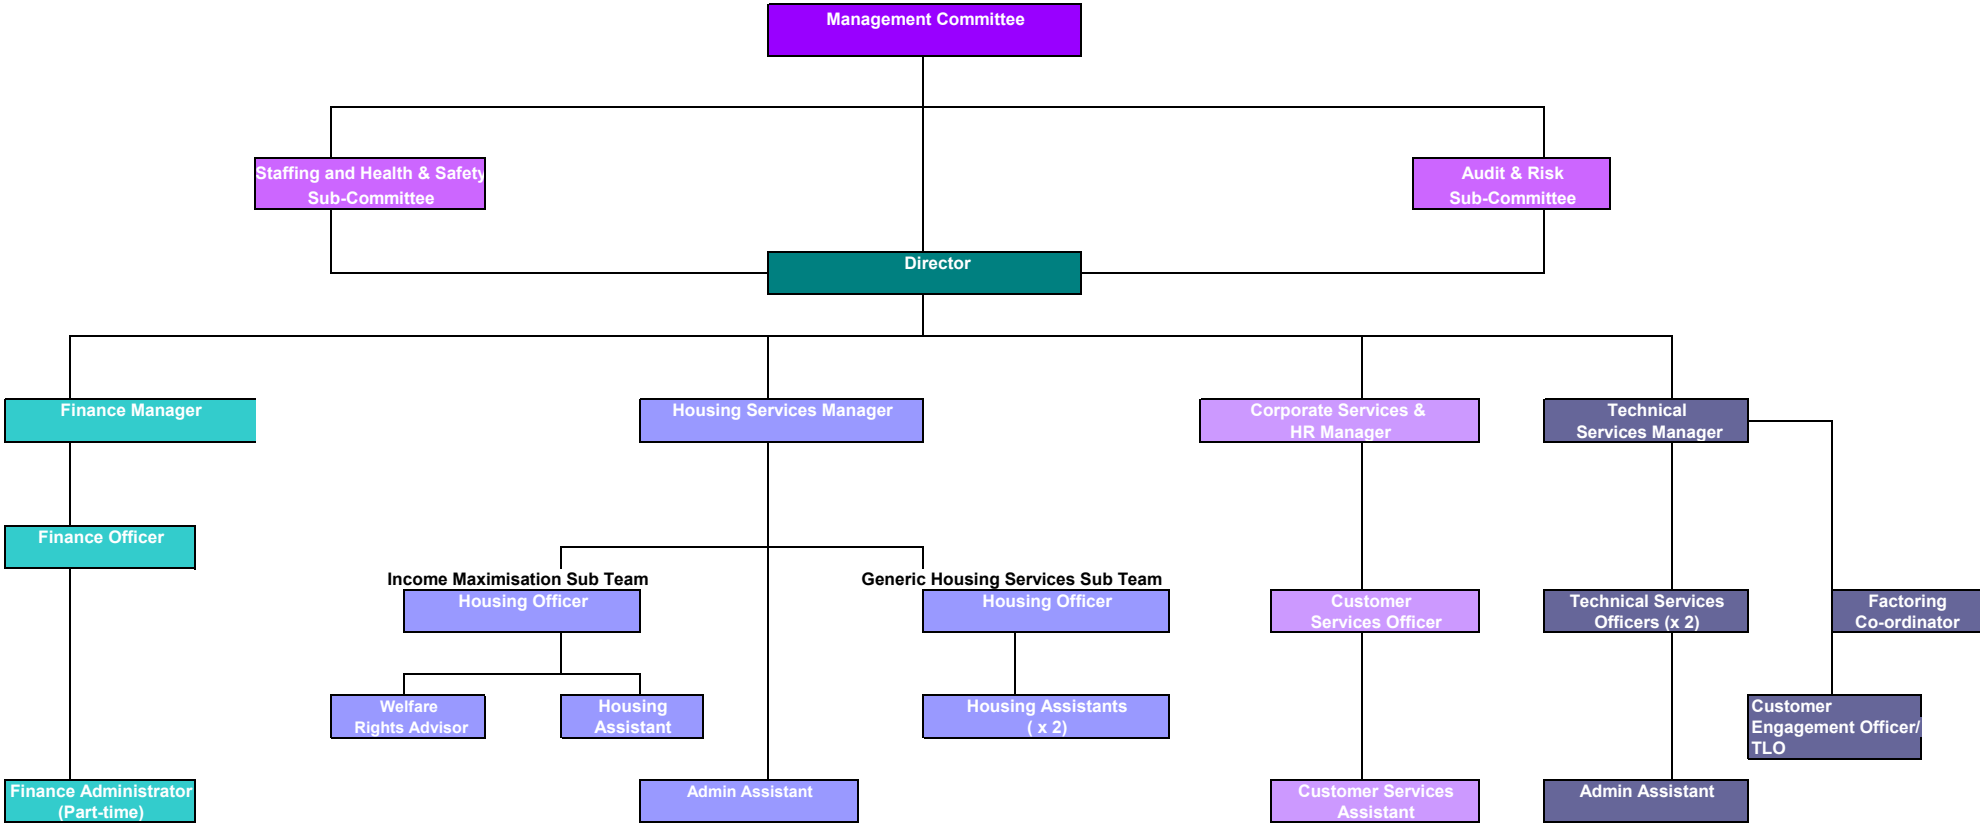 Management Committee
Staffing and Health & Safety
Sub-Committee
Audit & Risk
Sub-Committee
Director
Finance Manager
Housing Services Manager
Corporate Services &
HR Manager
Technical
Services Manager
Finance Officer
Income Maximisation Sub Team
Generic Housing Services Sub Team
Housing Officer
Housing Officer
Customer
Services Officer
Technical Services
Officers (x 2)
Factoring
Co-ordinator
Welfare
Rights Advisor
Housing
Assistant
Housing Assistants
( x 2)
Customer
Engagement Officer/
TLO
Finance Administrator
(Part-time)
Admin Assistant
Customer Services
Assistant
Admin Assistant